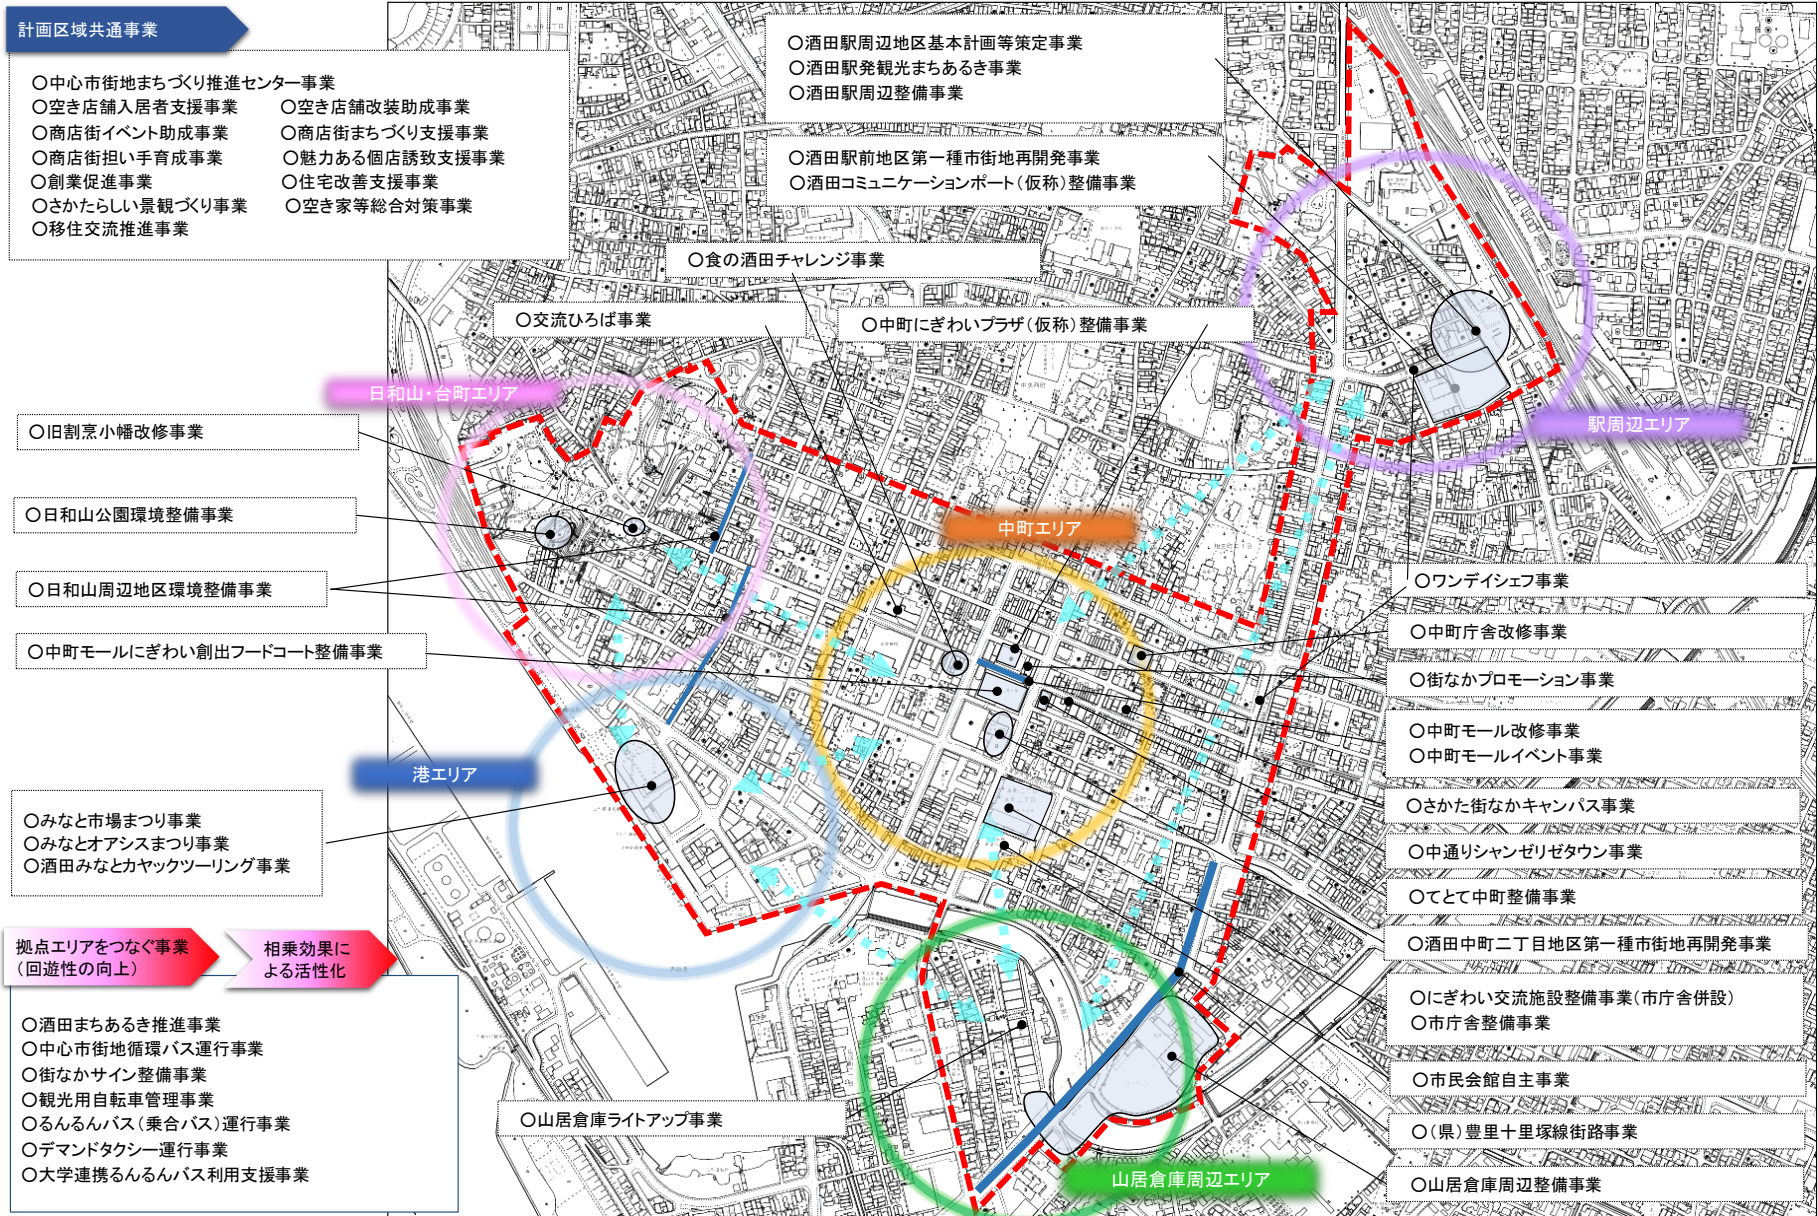 計画区域共通事業
○中心市街地まちづくり推進センター事業
○空き店舗入居者支援事業　○空き店舗改装助成事業
○商店街イベント助成事業　○商店街まちづくり支援事業
○商店街担い手育成事業　○魅力ある個店誘致支援事業
○創業促進事業　○住宅改善支援事業
○さかたらしい景観づくり事業　○空き家等総合対策事業
○移住交流推進事業
○酒田駅周辺地区基本計画等策定事業
○酒田駅発観光まちあるき事業
○酒田駅周辺整備事業
○酒田駅前地区第一種市街地再開発事業
○酒田コミュニケーションポート(仮称)整備事業
○食の酒田チャレンジ事業
○交流ひろば事業
○中町にぎわいプラザ(仮称)整備事業
日和山・台町エリア
駅周辺エリア
中町エリア
港エリア
山居倉庫周辺エリア
○旧割烹小幡改修事業
○日和山公園環境整備事業
○日和山周辺地区環境整備事業
○中町モールにぎわい創出フードコート整備事業
○みなと市場まつり事業
○みなとオアシスまつり事業
○酒田みなとカヤックツーリング事業
拠点エリアをつなぐ事業
(回遊性の向上)
相乗効果に
よる活性化
○酒田まちあるき推進事業
○中心市街地循環バス運行事業
○街なかサイン整備事業
○観光用自転車管理事業
○るんるんバス(乗合バス)運行事業
○デマンドタクシー運行事業
○大学連携るんるんバス利用支援事業
○山居倉庫ライトアップ事業
○ワンデイシェフ事業
○中町庁舎改修事業
○街なかプロモーション事業
○中町モール改修事業
○中町モールイベント事業
○さかた街なかキャンパス事業
○中通りシャンゼリゼタウン事業
○てとて中町整備事業
○酒田中町二丁目地区第一種市街地再開発事業
○にぎわい交流施設整備事業(市庁舎併設)
○市庁舎整備事業
○市民会館自主事業
○(県)豊里十里塚線街路事業
○山居倉庫周辺整備事業